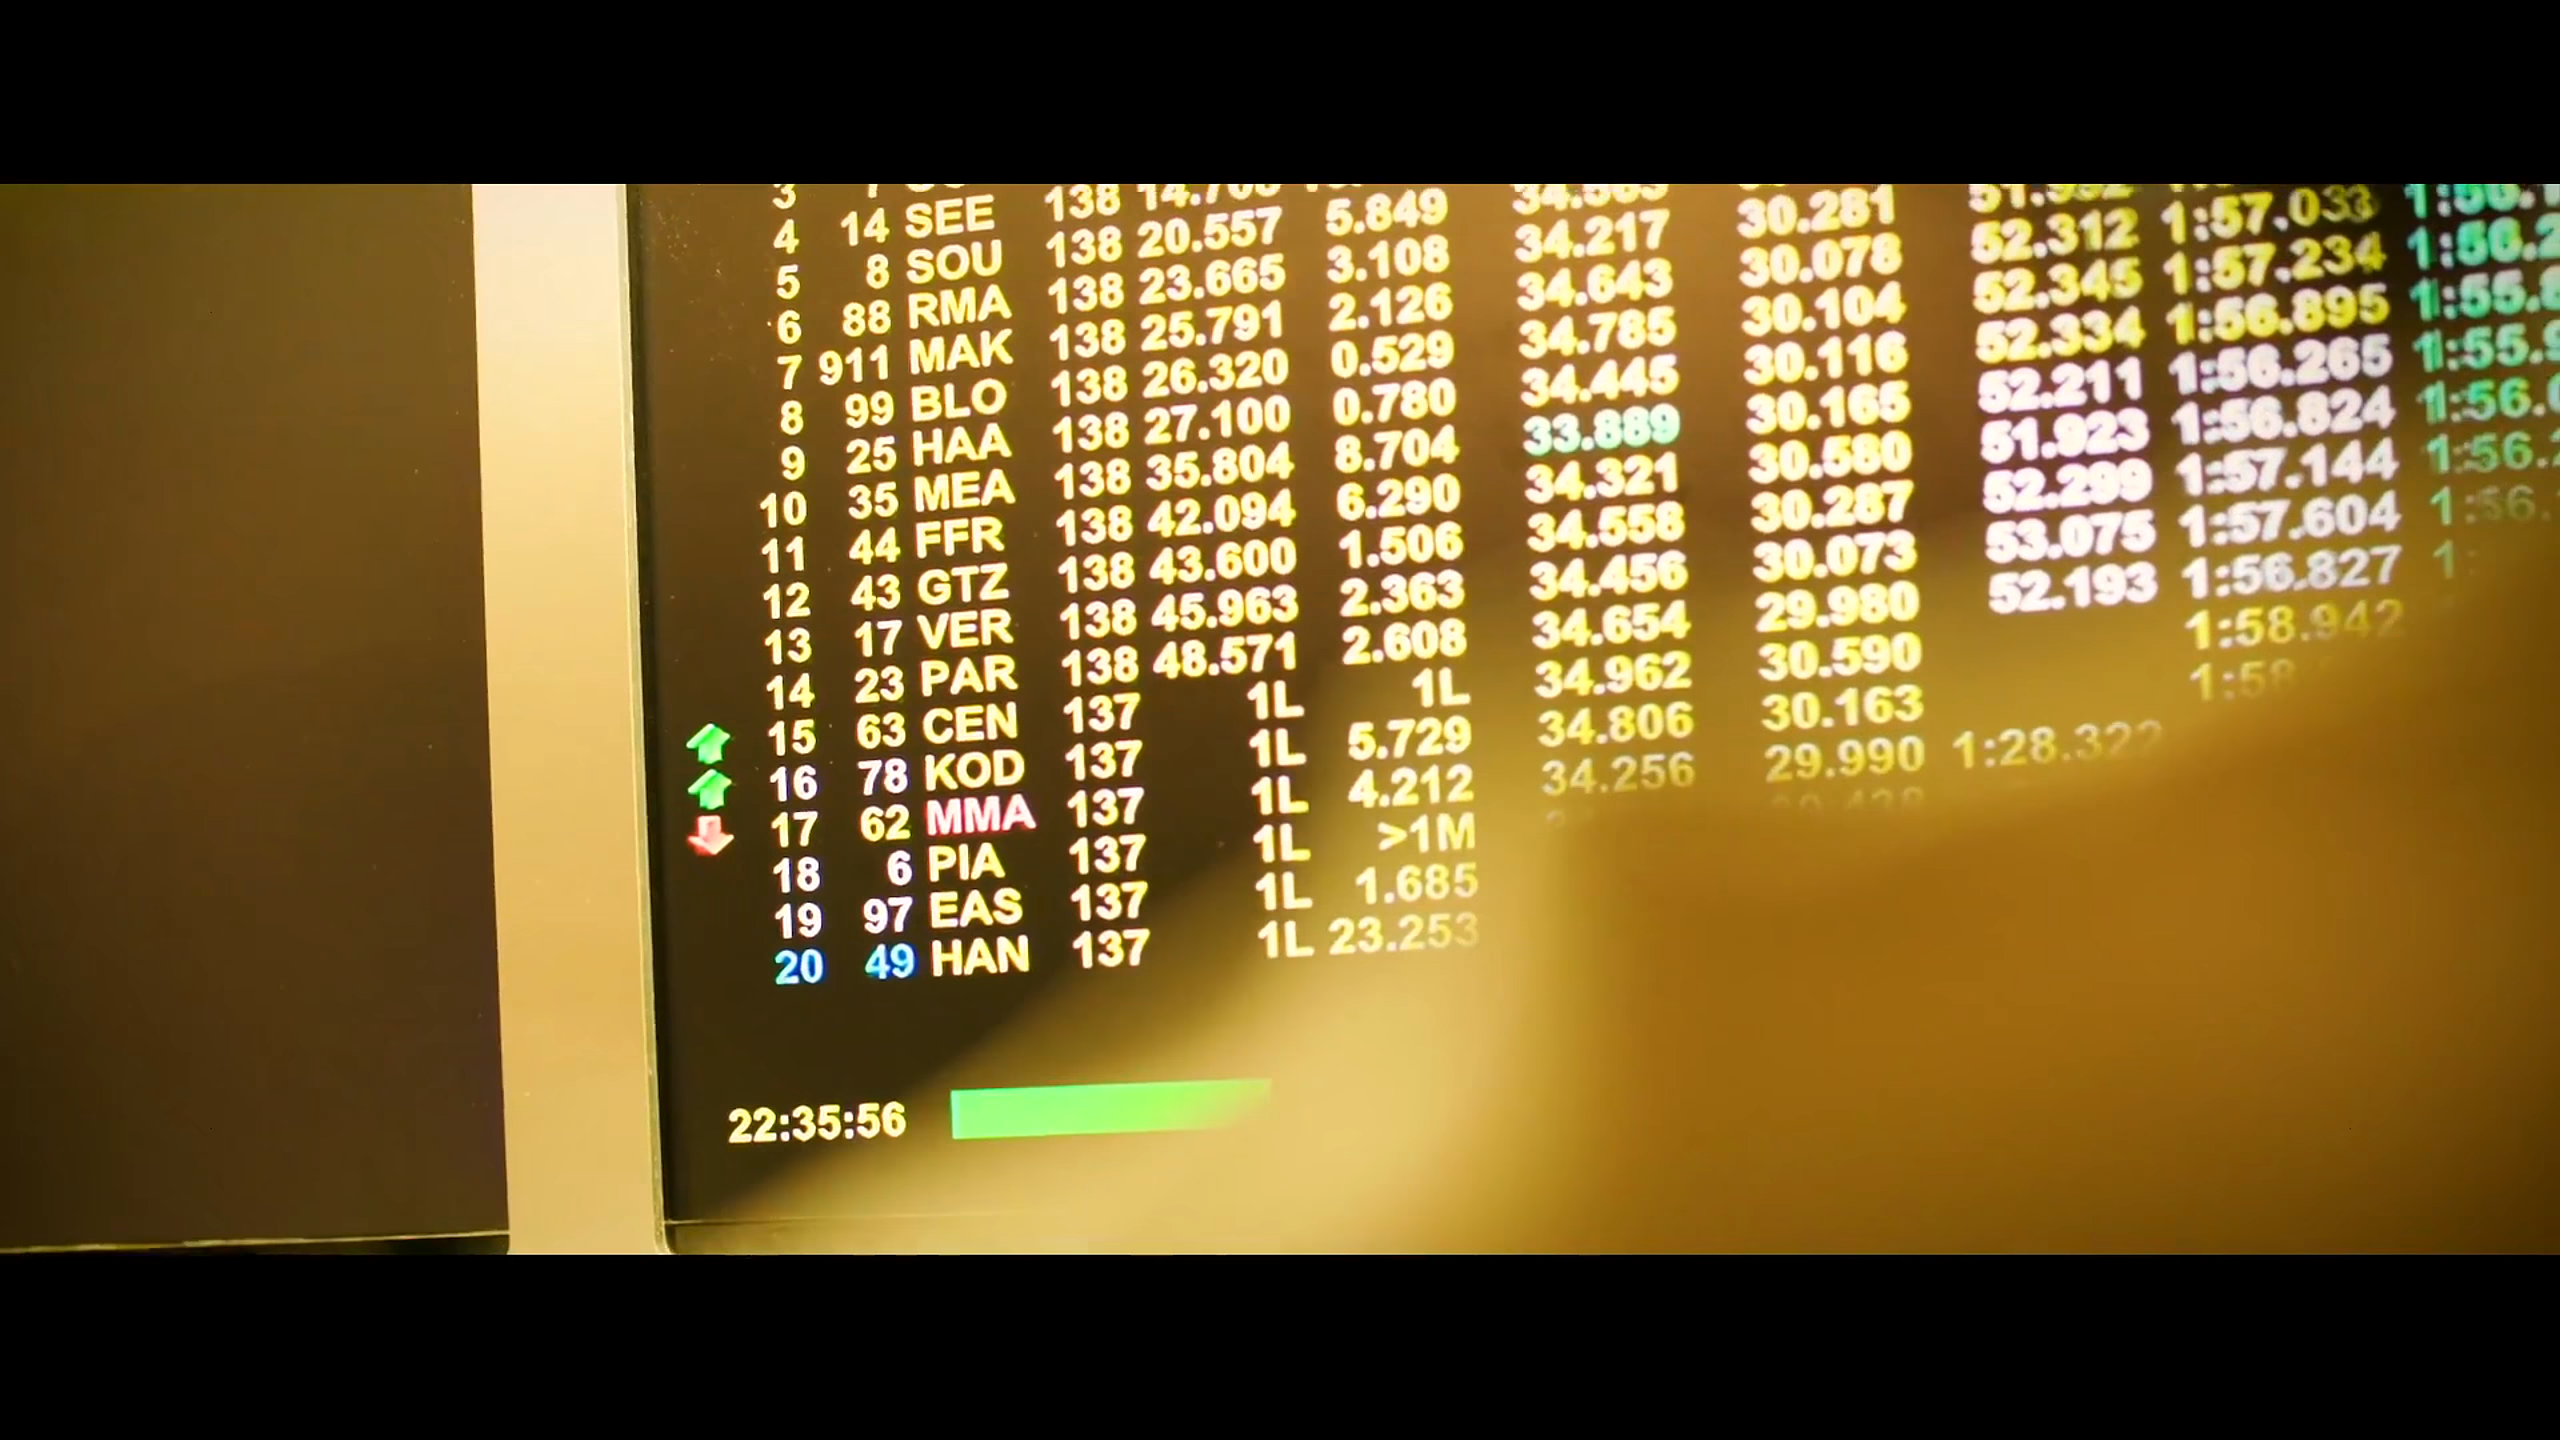 3
4 14 SEE 138 14.708
5 8 SOU 138 20.557 5.849 34.563
6 88 RMA 138 23.665 3.108 34.217 30.281
7 911 MAK 138 25.791 2.126 34.643 30.078 52.312 1:57.033
8 99 BLO 138 26.320 0.529 34.785 30.104 52.345 1:57.234
9 25 HAA 138 27.100 0.780 34.445 30.116 52.334 1:56.895
10 35 MEA 138 35.804 8.704 33.889 30.165 52.211 1:56.265
11 44 FFR 138 42.094 6.290 34.321 30.580 51.923 1:56.824
12 43 GTZ 138 43.600 1.506 34.558 30.287 52.299 1:57.144
13 17 VER 138 45.963 2.363 34.456 30.073 53.075 1:57.604
14 23 PAR 138 48.571 2.608 34.654 29.980 52.193 1:56.827
15 63 CEN 137 1L 1L 34.962 30.590 1:58.942
16 78 KOD 137 1L 5.729 34.806 30.163
17 62 MMA 137 1L 4.212 34.256 29.990 1:28.322
18 6 PIA 137 1L >1M
19 97 EAS 137 1L 1.685
20 49 HAN 137 1L 23.253
22:35:56